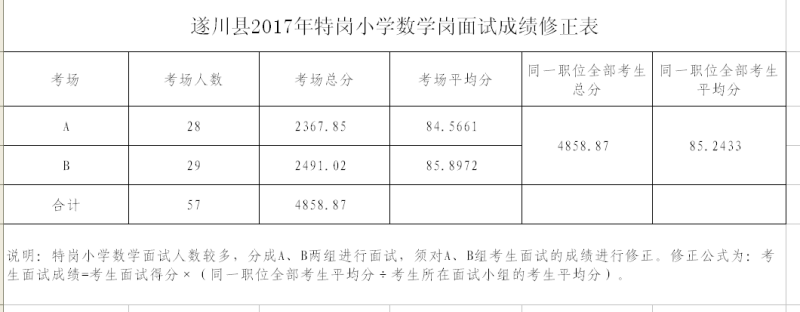 遂川县2017年特岗小学数学岗面试成绩修正表
考场 考场人数 考场总分 考场平均分 同一职位全部考生总分 同一职位全部考生平均分
A 28 2367.85 84.5661 4858.87 85.2433
B 29 2491.02 85.8972
合计 57 4858.87
说明：特岗小学数学面试人数较多，分成A、B两组进行面试，须对A、B组考生面试的成绩进行修正。修正公式为：考
生面试成绩=考生面试得分×（同一职位全部考生平均分÷考生所在面试小组的考生平均分）。